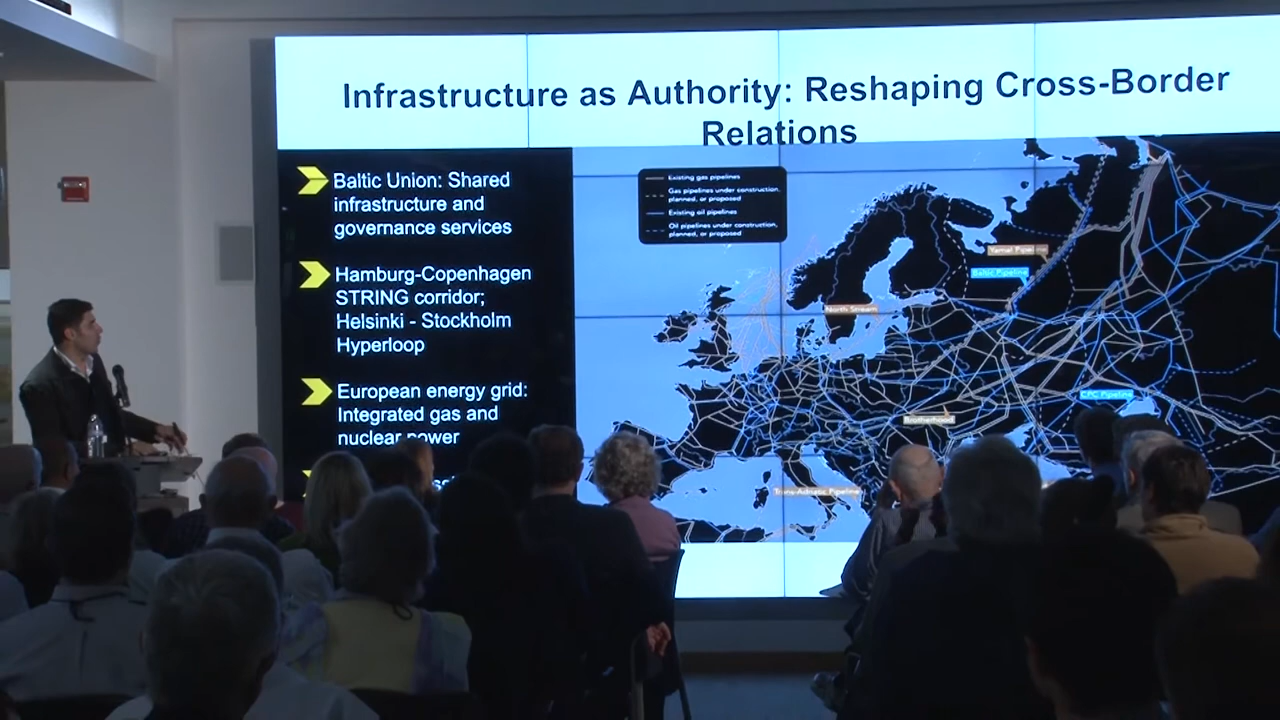 Infrastructure as Authority: Reshaping Cross-Border
Relations
Baltic Union: Shared
infrastructure and
governance services
Hamburg-Copenhagen
STRING corridor;
Helsinki - Stockholm
Hyperloop
European energy grid:
Integrated gas and
nuclear power
Existing gas pipelines
Gas pipelines under construction,
planned, or proposed
Existing oil pipelines
Oil pipelines under construction,
planned, or proposed
Yamal Pipeline
Baltic Pipeline
North Stream
CPC Pipeline
Brotherhood
Trans-Adriatic Pipeline